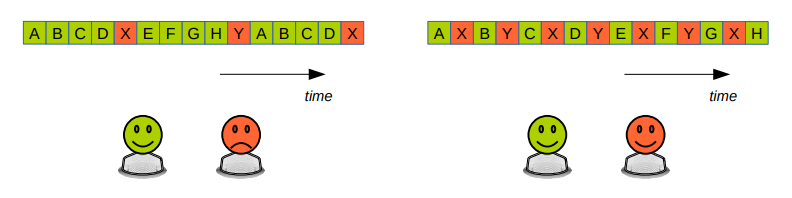 A B C D X E F G H Y A B C D X
A X B Y C X D Y E X F Y G X H
time
time